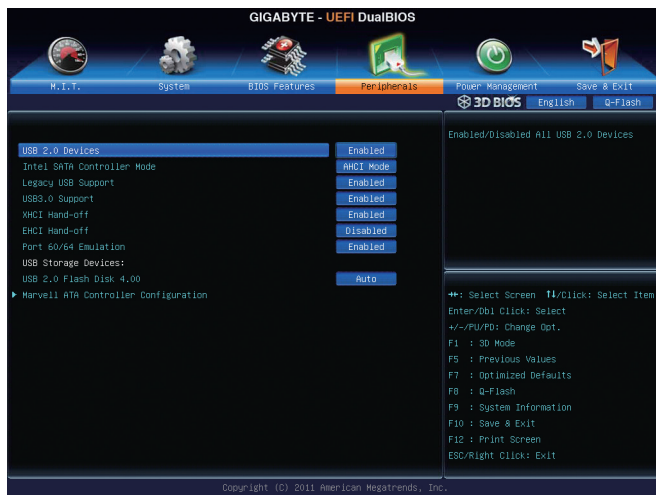 GIGABYTE - UEFI DualBIOS
M.I.T. System BIOS Features Peripherals Power Management Save & Exit
3D BIOS English Q-Flash
Enabled/Disabled All USB 2.0 Devices
USB 2.0 Devices Enabled
Intel SATA Controller Mode AHCI Mode
Legacy USB Support Enabled
USB3.0 Support Enabled
XHCI Hand-off Enabled
EHCI Hand-off Disabled
Port 60/64 Emulation Enabled
USB Storage Devices:
USB 2.0 Flash Disk 4.00 Auto
Marvell ATA Controller Configuration
→←: Select Screen ↑↓/Click: Select Item
Enter/Dbl Click: Select
+/-/PU/PD: Change Opt.
F1 : 3D Mode
F5 : Previous Values
F7 : Optimized Defaults
F8 : Q-Flash
F9 : System Information
F10 : Save & Exit
F12 : Print Screen
ESC/Right Click: Exit
Copyright (C) 2011 American Megatrends, Inc.